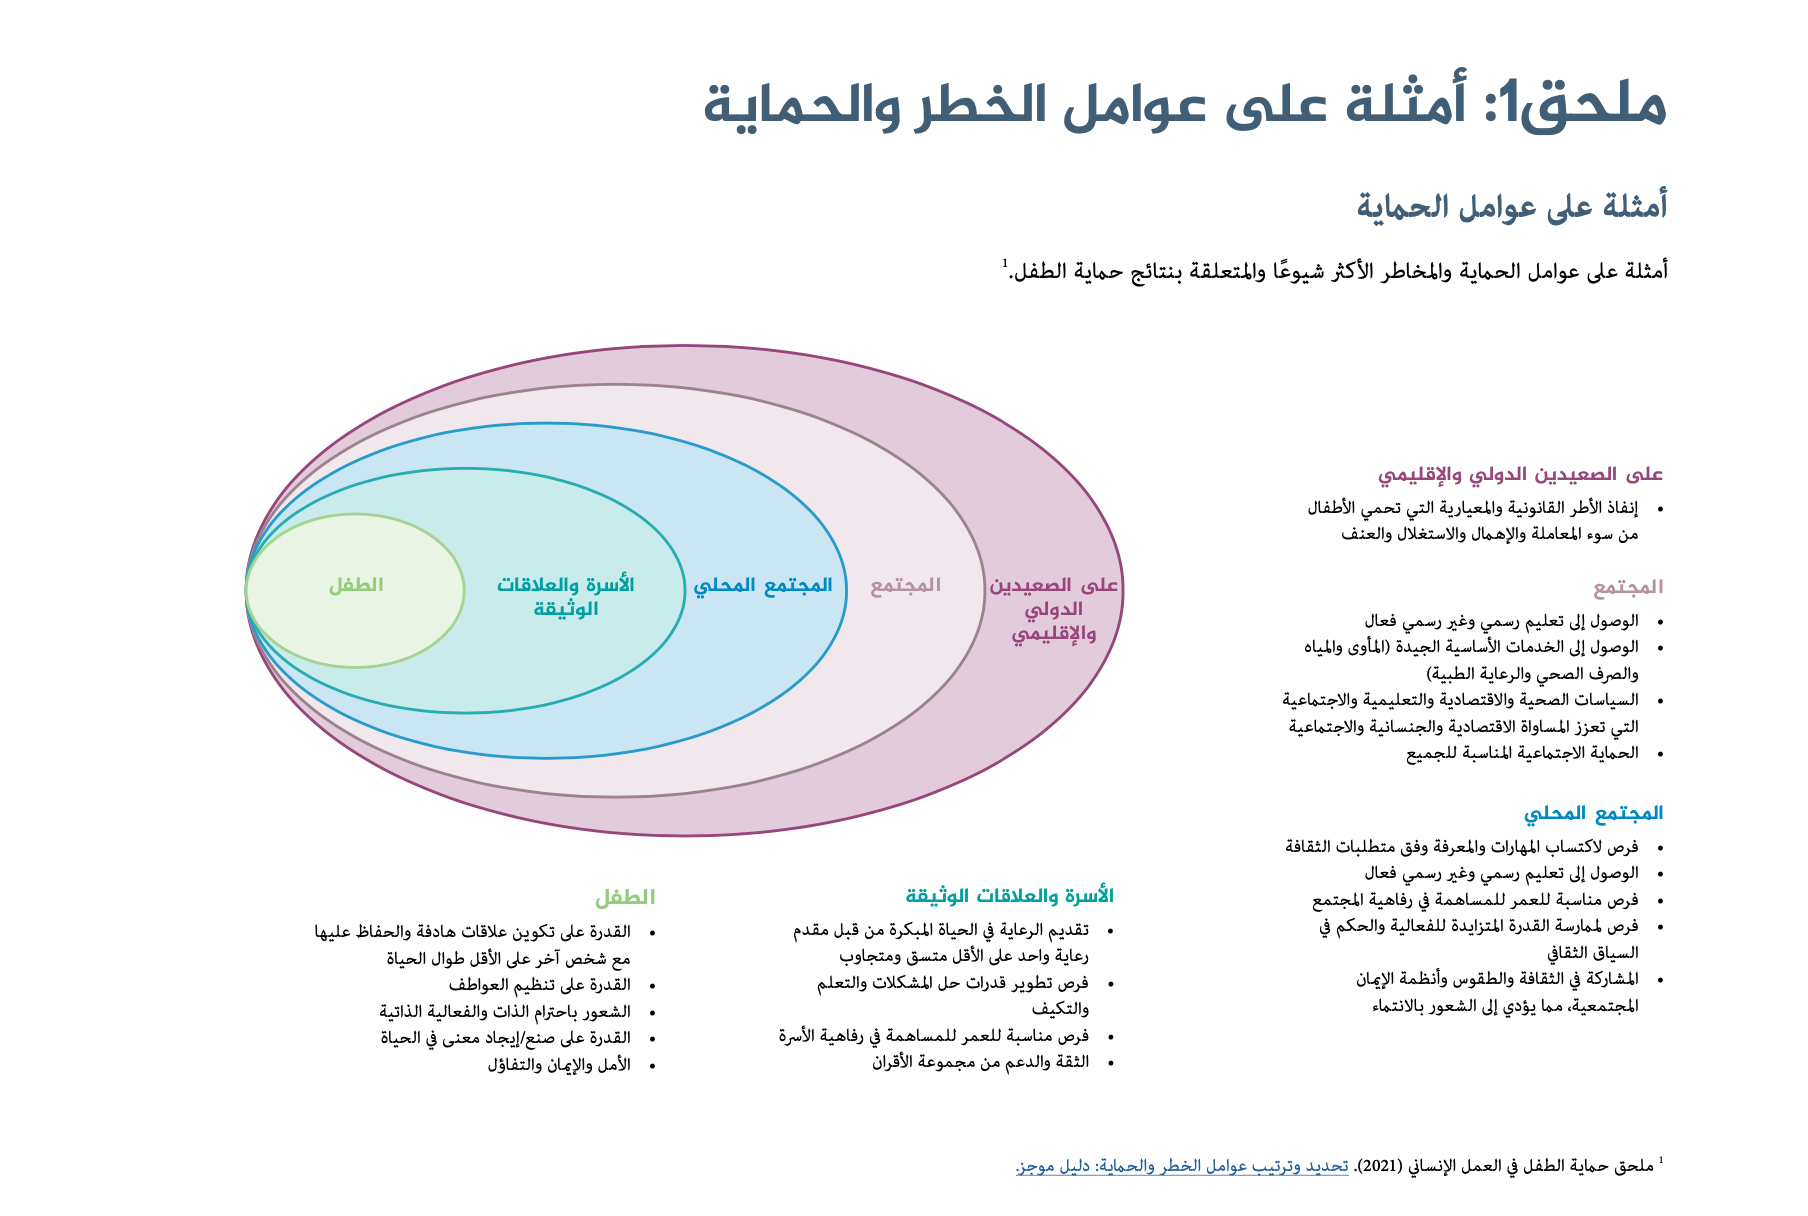 ملحق1: أمثلة على عوامل الخطر والحماية
أمثلة على عوامل الحماية
أمثلة على عوامل الحماية والمخاطر الأكثر شيوعًا والمتعلقة بنتائج حماية الطفل.1
على الصعيدين
الدولي
والإقليمي
المجتمع
المجتمع المحلي
الأسرة والعلاقات
الوثيقة
الطفل
على الصعيدين الدولي والإقليمي
• إنفاذ الأطر القانونية والمعيارية التي تحمي الأطفال
من سوء المعاملة والإهمال والاستغلال والعنف
المجتمع
• الوصول إلى تعليم رسمي وغير رسمي فعال
• الوصول إلى الخدمات الأساسية الجيدة (المأوى والمياه
والصرف الصحي والرعاية الطبية)
• السياسات الصحية والاقتصادية والتعليمية والاجتماعية
التي تعزز المساواة الاقتصادية والجنسانية والاجتماعية
• الحماية الاجتماعية المناسبة للجميع
المجتمع المحلي
• فرص لاكتساب المهارات والمعرفة وفق متطلبات الثقافة
• الوصول إلى تعليم رسمي وغير رسمي فعال
• فرص مناسبة للعمر للمساهمة في رفاهية المجتمع
• فرص لممارسة القدرة المتزايدة للفعالية والحكم في
السياق الثقافي
• المشاركة في الثقافة والطقوس وأنظمة الإيمان
المجتمعية، مما يؤدي إلى الشعور بالانتماء
الأسرة والعلاقات الوثيقة
• تقديم الرعاية في الحياة المبكرة من قبل مقدم
رعاية واحد على الأقل متسق ومتجاوب
• فرص تطوير قدرات حل المشكلات والتعلم
والتكيف
• فرص مناسبة للعمر للمساهمة في رفاهية الأسرة
• الثقة والدعم من مجموعة الأقران
الطفل
• القدرة على تكوين علاقات هادفة والحفاظ عليها
مع شخص آخر على الأقل طوال الحياة
• القدرة على تنظيم العواطف
• الشعور باحترام الذات والفعالية الذاتية
• القدرة على صنع/إيجاد معنى في الحياة
• الأمل والإيمان والتفاؤل
1 ملحق حماية الطفل في العمل الإنساني (2021). تحديد وترتيب عوامل الخطر والحماية: دليل موجز.